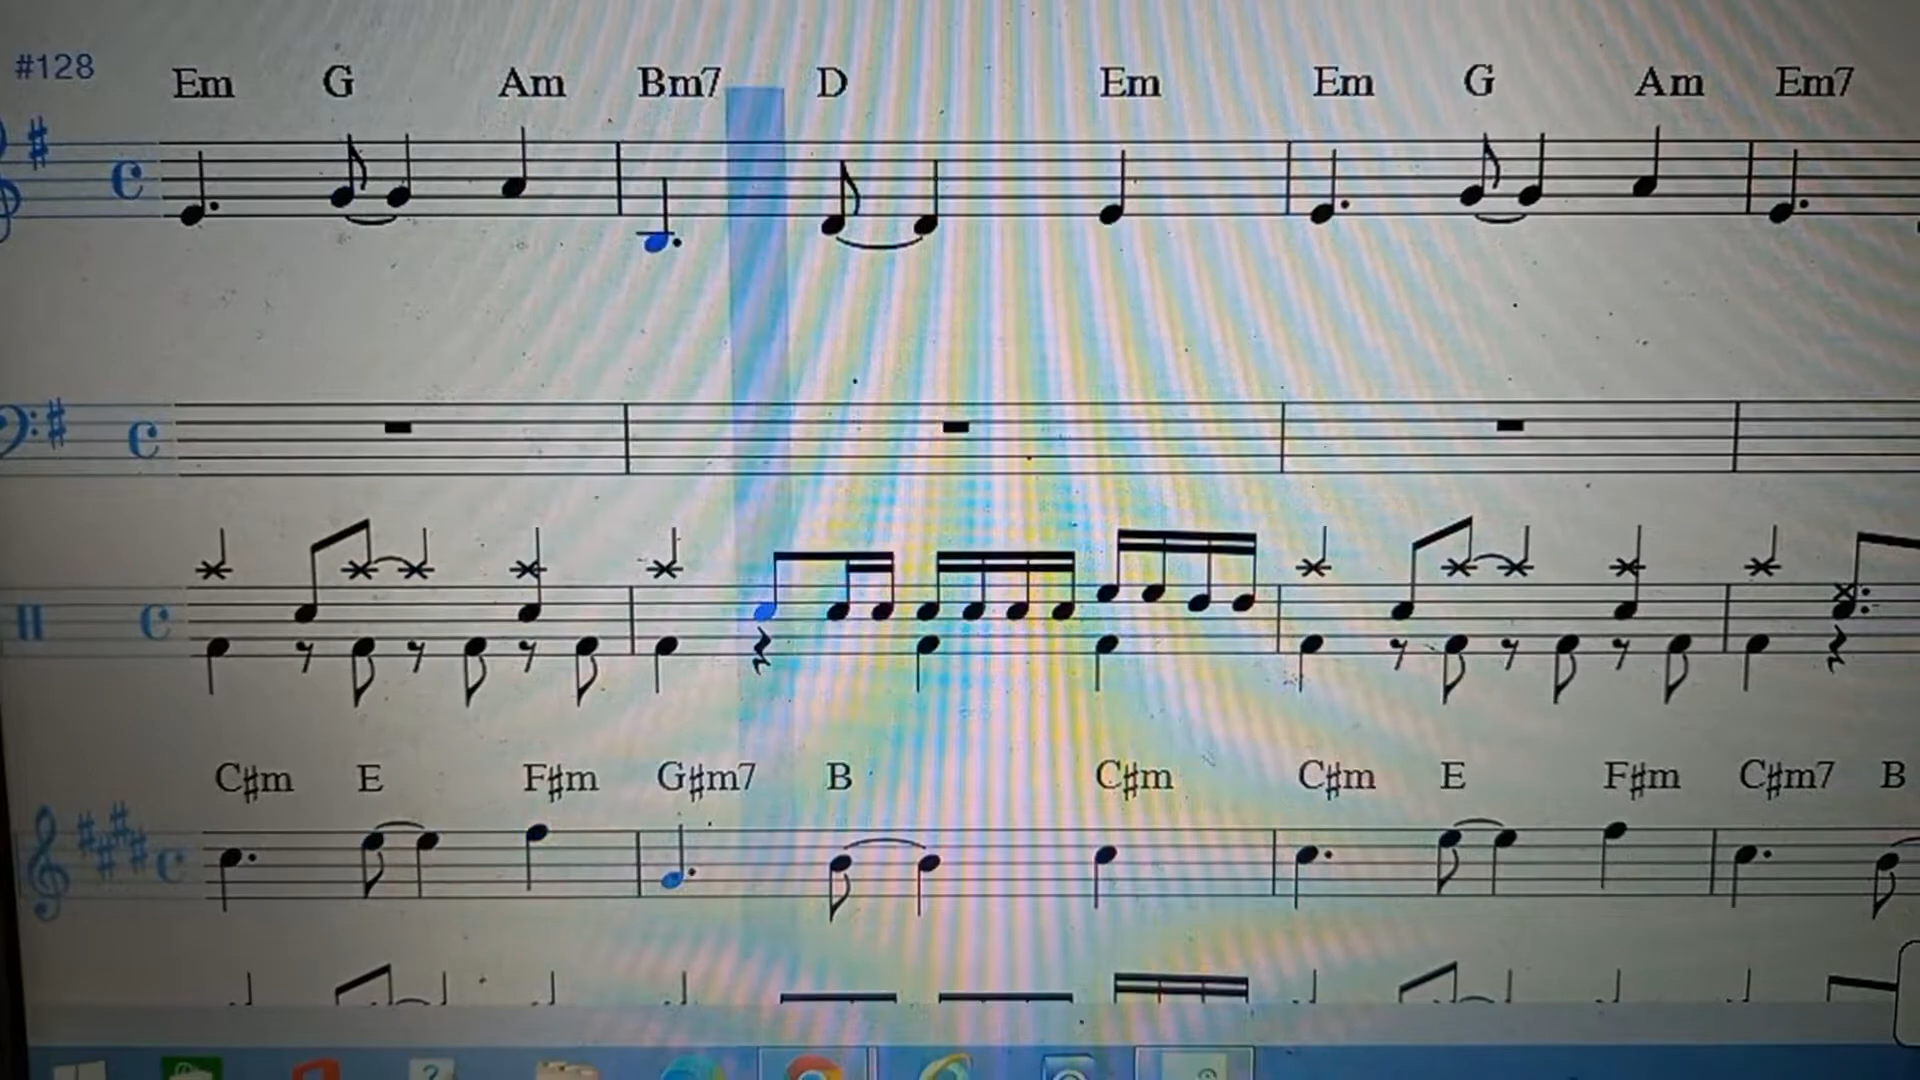 #128
Em G Am Bm7 D Em Em G Am Em7
C♯m E F♯m G♯m7 B C♯m C♯m E F♯m C♯m7 B